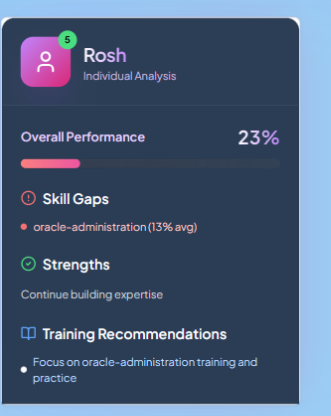 5
Rosh
Individual Analysis
Overall Performance
23%
Skill Gaps
oracle-administration (13% avg)
Strengths
Continue building expertise
Training Recommendations
Focus on oracle-administration training and
practice